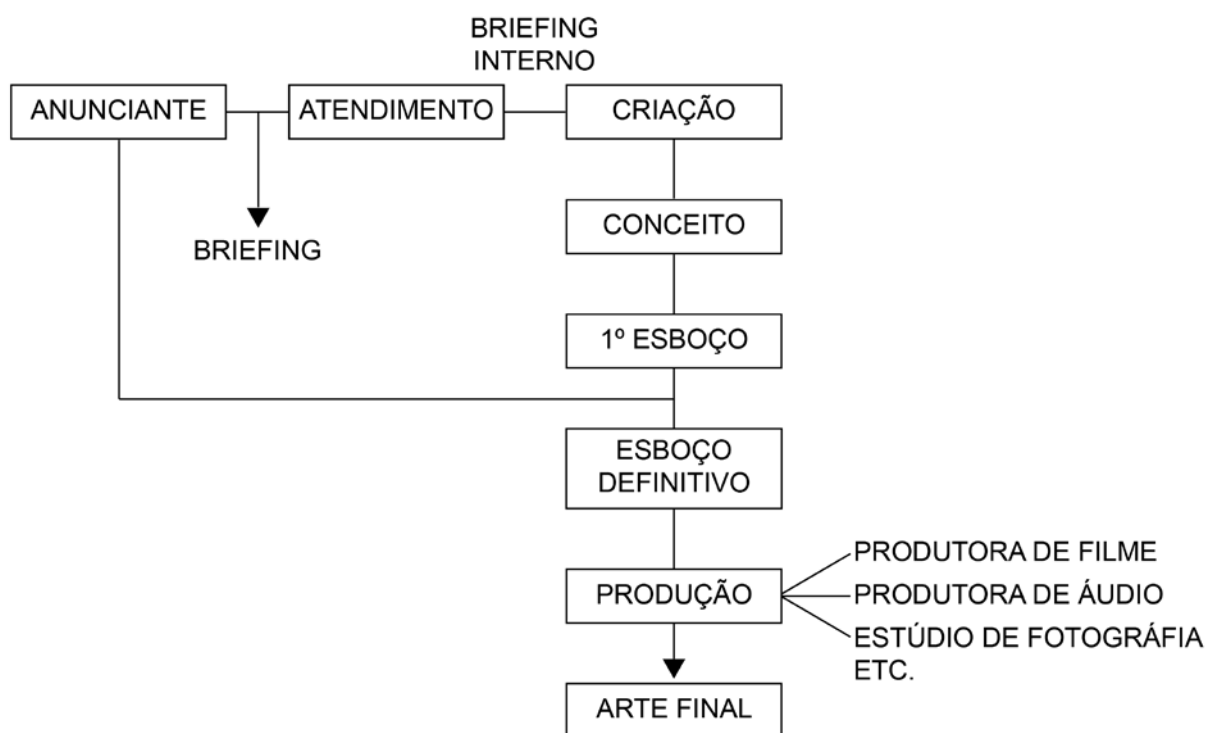 BRIEFING
INTERNO
ANUNCIANTE
ATENDIMENTO
CRIAÇÃO
BRIEFING
CONCEITO
1º ESBOÇO
ESBOÇO
DEFINITIVO
PRODUÇÃO
PRODUTORA DE FILME
PRODUTORA DE ÁUDIO
ESTÚDIO DE FOTOGRÁFIA
ETC.
ARTE FINAL